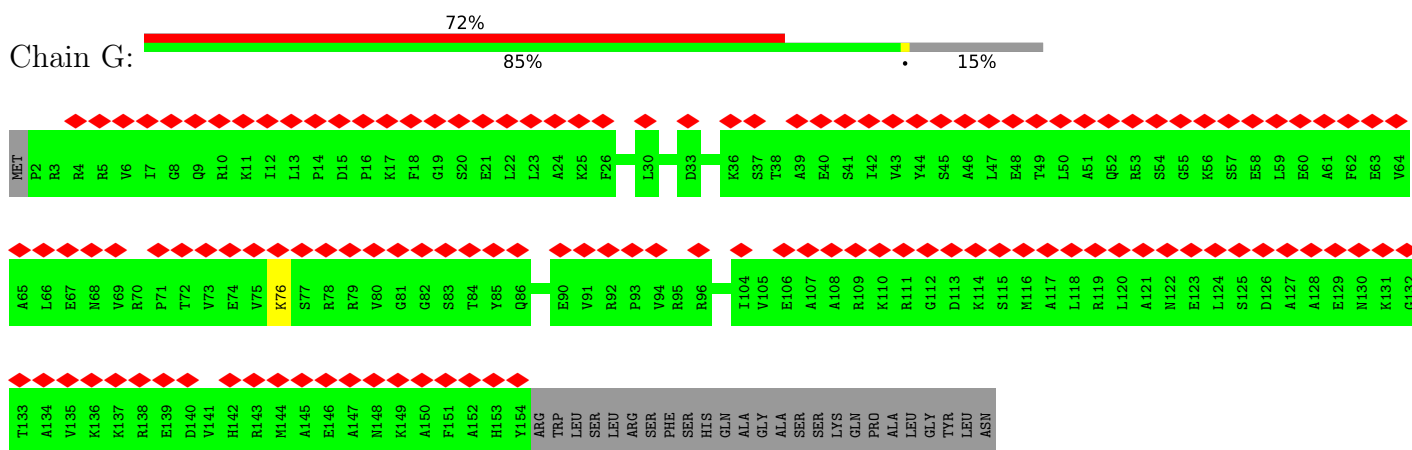 72%
Chain G:
85% • 15%
MET P2 R3 R4 R5 V6 I7 G8 Q9 R10 K11 I12 L13 P14 D15 P16 K17 F18 G19 S20 E21 L22 L23 A24 K25 F26 L30 D33 K36 S37 T38 A39 E40 S41 I42 V43 Y44 S45 A46 L47 E48 T49 L50 A51 Q52 R53 S54 G55 K56 S57 E58 L59 E60 A61 F62 E63 V64
A65 L66 E67 N68 V69 R70 P71 T72 V73 E74 V75 K76 S77 R78 R79 V80 G81 G82 S83 T84 Y85 Q86 E90 V91 R92 P93 V94 R95 R96 I104 V105 E106 A107 A108 R109 K110 R111 G112 D113 K114 S115 M116 A117 L118 R119 L120 A121 N122 E123 L124 S125 D126 A127 A128 E129 N130 K131 G132
T133 A134 V135 K136 K137 R138 E139 D140 V141 H142 R143 M144 A145 E146 A147 N148 K149 A150 F151 A152 H153 Y154 ARG TRP LEU SER LEU ARG SER PHE SER HIS GLN ALA GLY ALA SER SER LYS GLN PRO ALA LEU GLY TYR LEU ASN